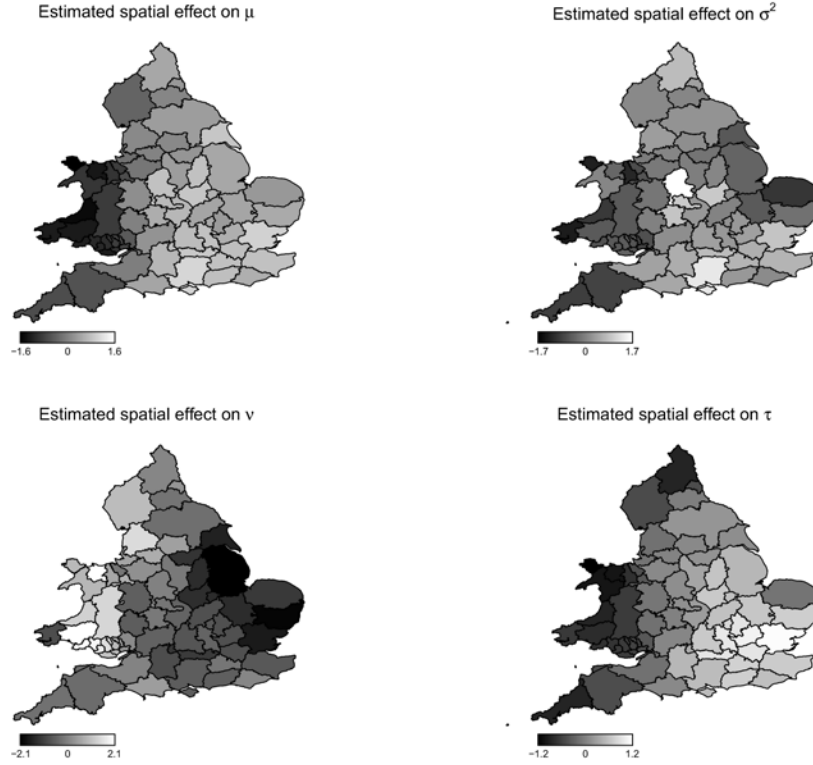 Estimated spatial effect on μ
Estimated spatial effect on σ²
−1.6 0 1.6
−1.7 0 1.7
Estimated spatial effect on ν
Estimated spatial effect on τ
−2.1 0 2.1
−1.2 0 1.2